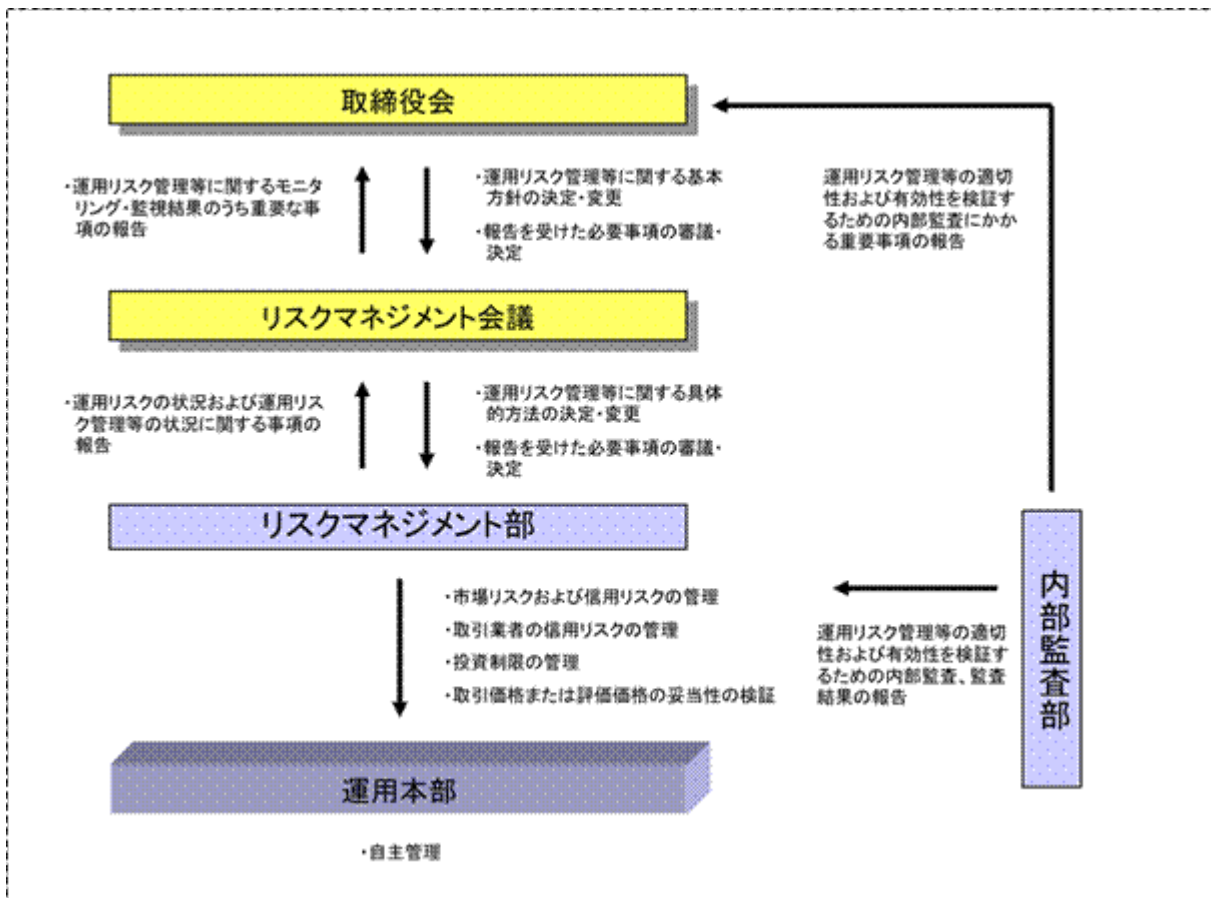 取締役会
・運用リスク管理等に関するモニ
タリング・監視結果のうち重要な事
項の報告
・運用リスク管理等に関する基本
方針の決定・変更
・報告を受けた必要事項の審議・
決定
運用リスク管理等の適切
性および有効性を検証す
るための内部監査にかか
る重要事項の報告
リスクマネジメント会議
・運用リスクの状況および運用リス
ク管理等の状況に関する事項の
報告
・運用リスク管理等に関する具体
的方法の決定・変更
・報告を受けた必要事項の審議・
決定
リスクマネジメント部
・市場リスクおよび信用リスクの管理
・取引業者の信用リスクの管理
・投資制限の管理
・取引価格または評価価格の妥当性の検証
運用リスク管理等の適切
性および有効性を検証す
るための内部監査、監査
結果の報告
内部監査部
運用本部
・自主管理